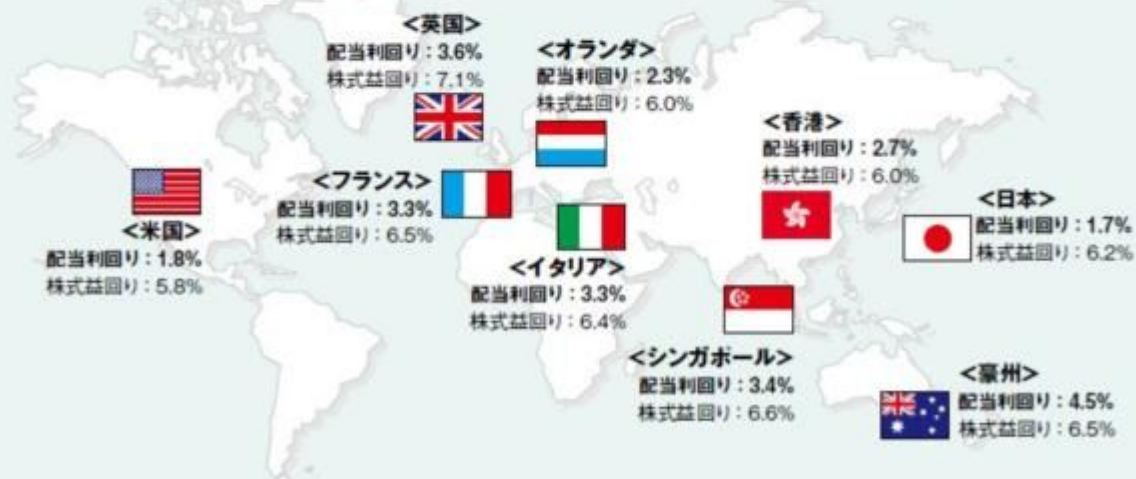 <英国>
配当利回り：3.6%
株式益回り：7.1%
<オランダ>
配当利回り：2.3%
株式益回り：6.0%
<香港>
配当利回り：2.7%
株式益回り：6.0%
<フランス>
配当利回り：3.3%
株式益回り：6.5%
<日本>
配当利回り：1.7%
株式益回り：6.2%
<米国>
配当利回り：1.8%
株式益回り：5.8%
<イタリア>
配当利回り：3.3%
株式益回り：6.4%
<シンガポール>
配当利回り：3.4%
株式益回り：6.6%
<豪州>
配当利回り：4.5%
株式益回り：6.5%